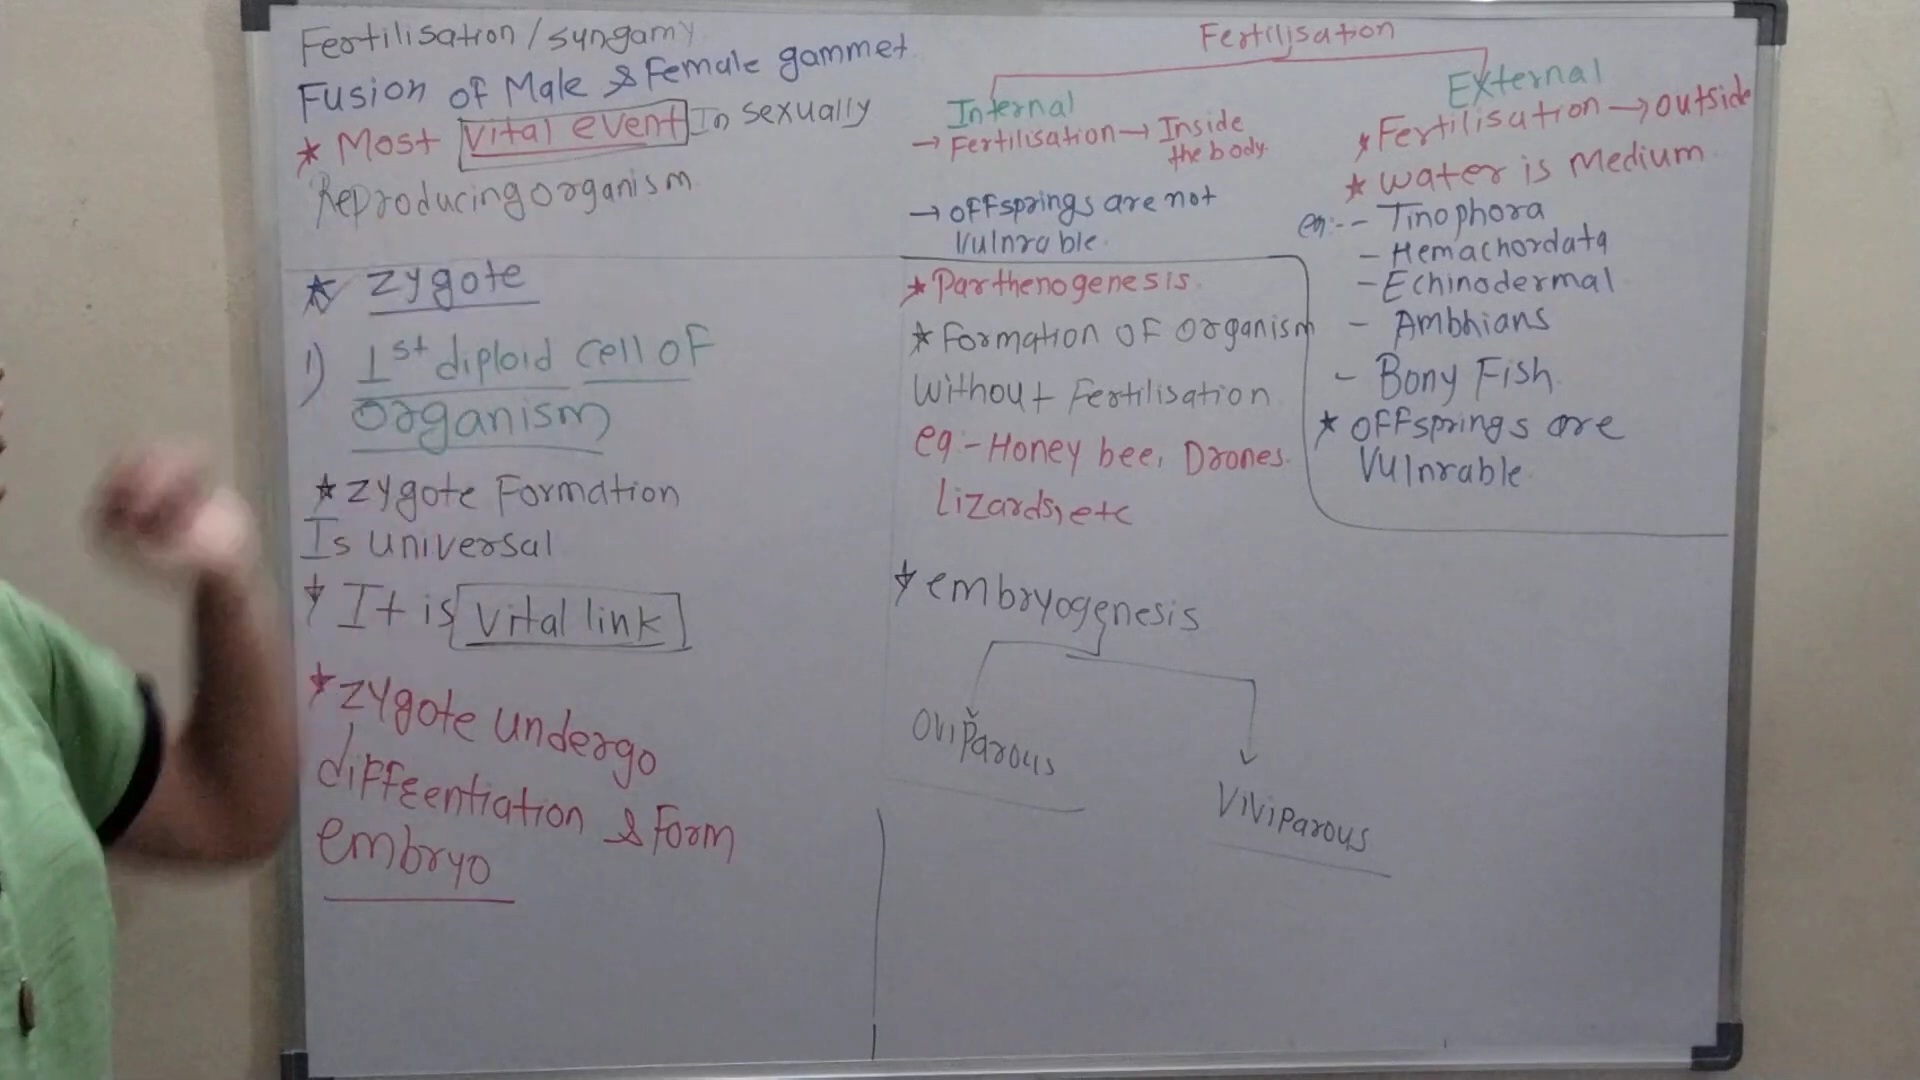 Fertilisation/syngamy
Fusion of Male & Female gammet
* Most vital event In sexually
Reproducing organism
* Zygote
1) 1st diploid cell of
organism
* Zygote Formation
Is universal
* It is vital link
* Zygote undergo
diffeentiation & Form
embryo
Fertilisation
Internal
→ Fertilisation → Inside
the body.
→ offsprings are not
Vulnrable.
External
* Fertilisation → outside
* water is Medium
eg:- - Tinophora
- Hemachordata
- Echinodermal
- Ambhians
- Bony Fish
* offsprings are
Vulnrable
* Parthenogenesis
* Formation of organism
without Fertilisation
eg:- Honey bee, Drones
Lizards, etc
* embryogenesis
Oviparous
Viviparous